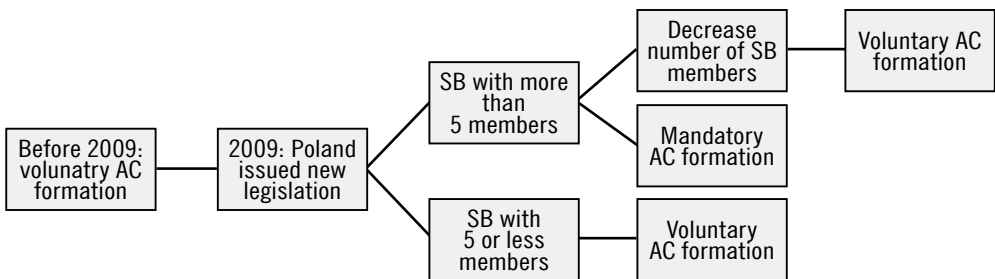 Before 2009:
volunatry AC
formation
2009: Poland
issued new
legislation
SB with more
than
5 members
Decrease
number of SB
members
Voluntary AC
formation
Mandatory
AC formation
SB with
5 or less
members
Voluntary
AC formation